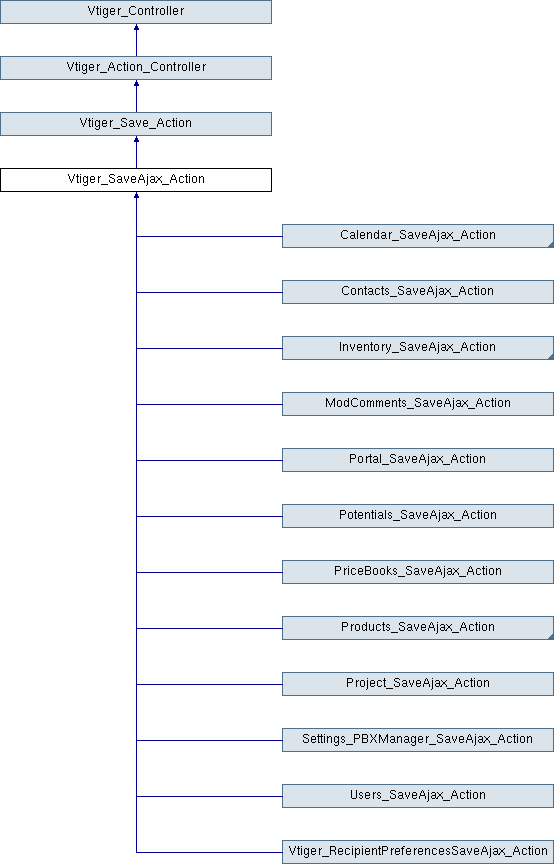 Vtiger_Controller
Vtiger_Action_Controller
Vtiger_Save_Action
Vtiger_SaveAjax_Action
Calendar_SaveAjax_Action
Contacts_SaveAjax_Action
Inventory_SaveAjax_Action
ModComments_SaveAjax_Action
Portal_SaveAjax_Action
Potentials_SaveAjax_Action
PriceBooks_SaveAjax_Action
Products_SaveAjax_Action
Project_SaveAjax_Action
Settings_PBXManager_SaveAjax_Action
Users_SaveAjax_Action
Vtiger_RecipientPreferencesSaveAjax_Action